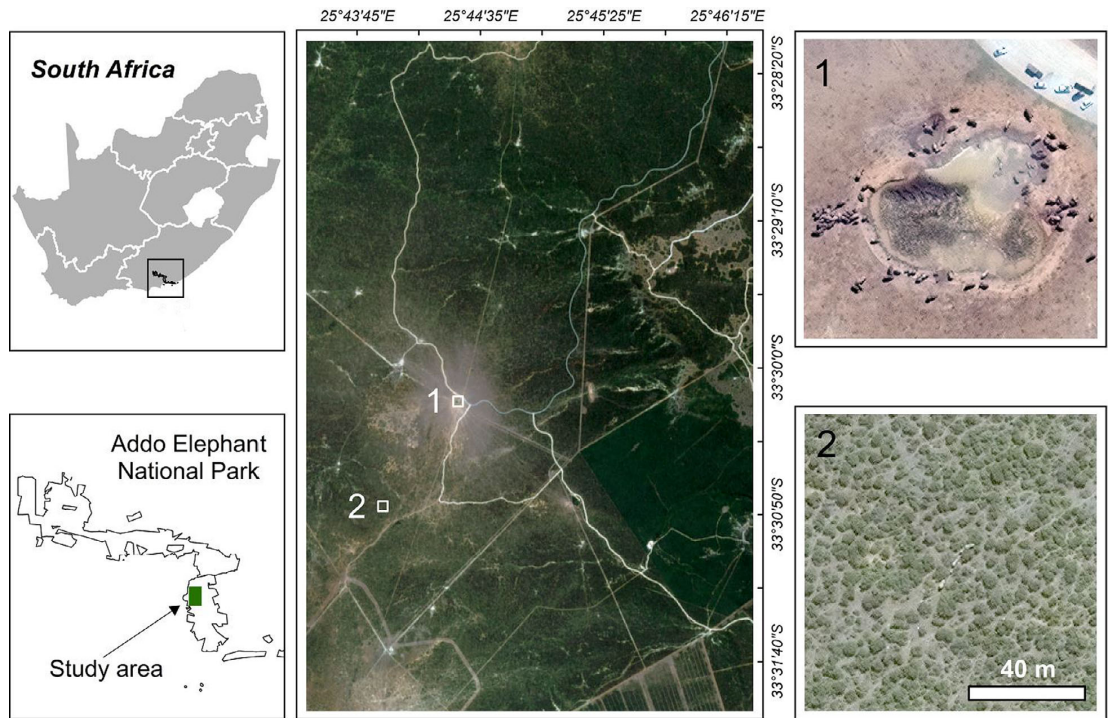 25°43'45"E
25°44'35"E
25°45'25"E
26°46'15"E
South Africa
33°28'20"S
33°29'10"S
33°30'0"S
33°30'50"S
33°31'40"S
1
2
1
Addo Elephant
National Park
Study area
2
40 m